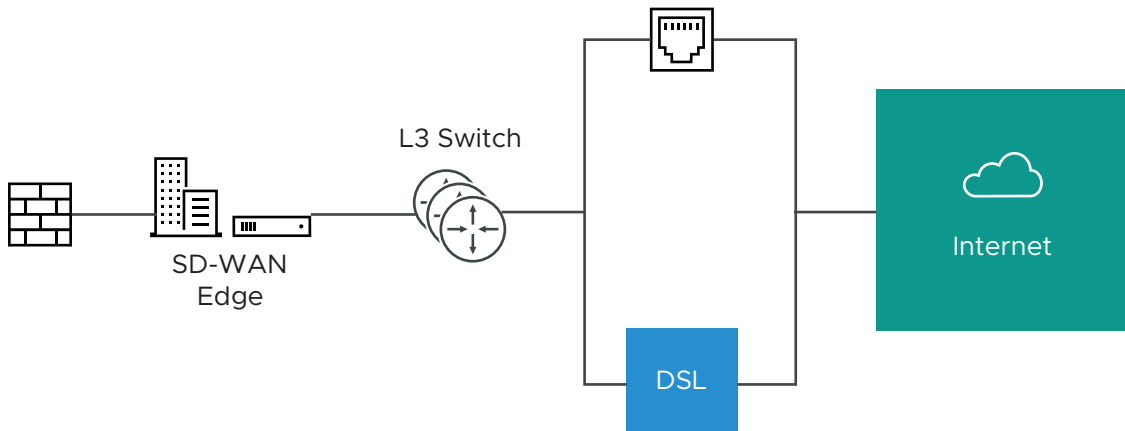 L3 Switch
SD-WAN
Edge
Internet
DSL